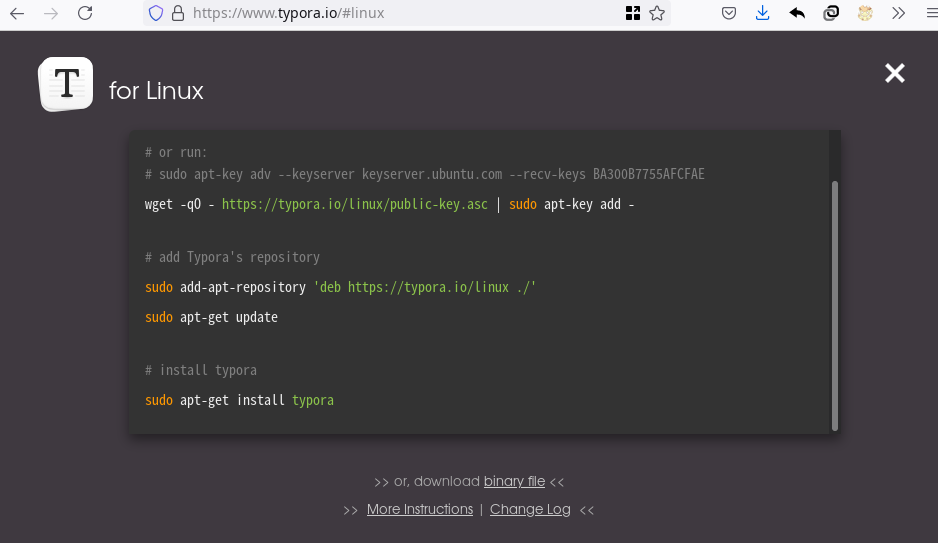 https://www.typora.io/#linux
T
for Linux
# or run:
# sudo apt-key adv --keyserver keyserver.ubuntu.com --recv-keys BA300B7755AFCFAE
wget -qO - https://typora.io/linux/public-key.asc | sudo apt-key add -
# add Typora's repository
sudo add-apt-repository 'deb https://typora.io/linux ./'
sudo apt-get update
# install typora
sudo apt-get install typora
>> or, download binary file <<
>> More Instructions | Change Log <<